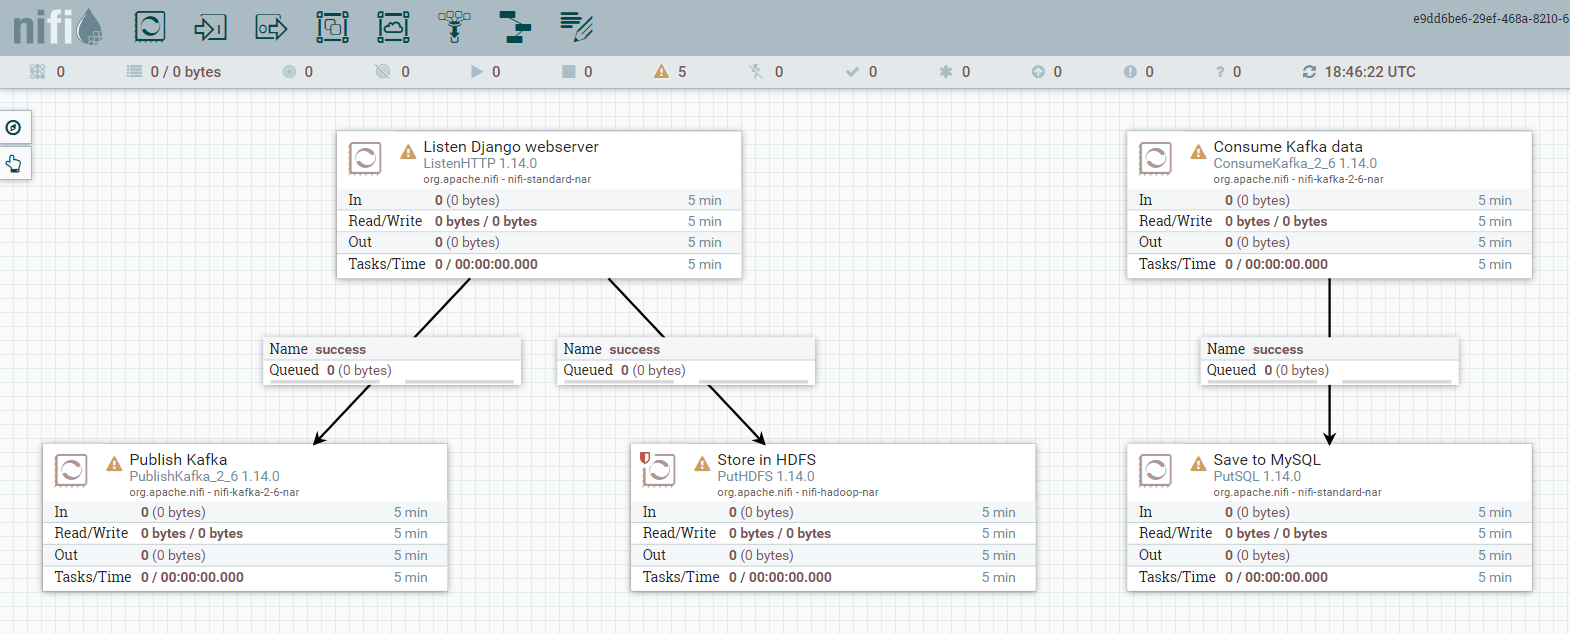 nifi
e9dd6be6-29ef-468a-8210-6
0 0 / 0 bytes 0 0 0 0 5 0 0 0 0 0 ? 0 18:46:22 UTC
Listen Django webserver
ListenHTTP 1.14.0
org.apache.nifi - nifi-standard-nar
In 0 (0 bytes) 5 min
Read/Write 0 bytes / 0 bytes 5 min
Out 0 (0 bytes) 5 min
Tasks/Time 0 / 00:00:00.000 5 min
Consume Kafka data
ConsumeKafka_2_6 1.14.0
org.apache.nifi - nifi-kafka-2-6-nar
In 0 (0 bytes) 5 min
Read/Write 0 bytes / 0 bytes 5 min
Out 0 (0 bytes) 5 min
Tasks/Time 0 / 00:00:00.000 5 min
Name success
Queued 0 (0 bytes)
Name success
Queued 0 (0 bytes)
Name success
Queued 0 (0 bytes)
Publish Kafka
PublishKafka_2_6 1.14.0
org.apache.nifi - nifi-kafka-2-6-nar
In 0 (0 bytes) 5 min
Read/Write 0 bytes / 0 bytes 5 min
Out 0 (0 bytes) 5 min
Tasks/Time 0 / 00:00:00.000 5 min
Store in HDFS
PutHDFS 1.14.0
org.apache.nifi - nifi-hadoop-nar
In 0 (0 bytes) 5 min
Read/Write 0 bytes / 0 bytes 5 min
Out 0 (0 bytes) 5 min
Tasks/Time 0 / 00:00:00.000 5 min
Save to MySQL
PutSQL 1.14.0
org.apache.nifi - nifi-standard-nar
In 0 (0 bytes) 5 min
Read/Write 0 bytes / 0 bytes 5 min
Out 0 (0 bytes) 5 min
Tasks/Time 0 / 00:00:00.000 5 min